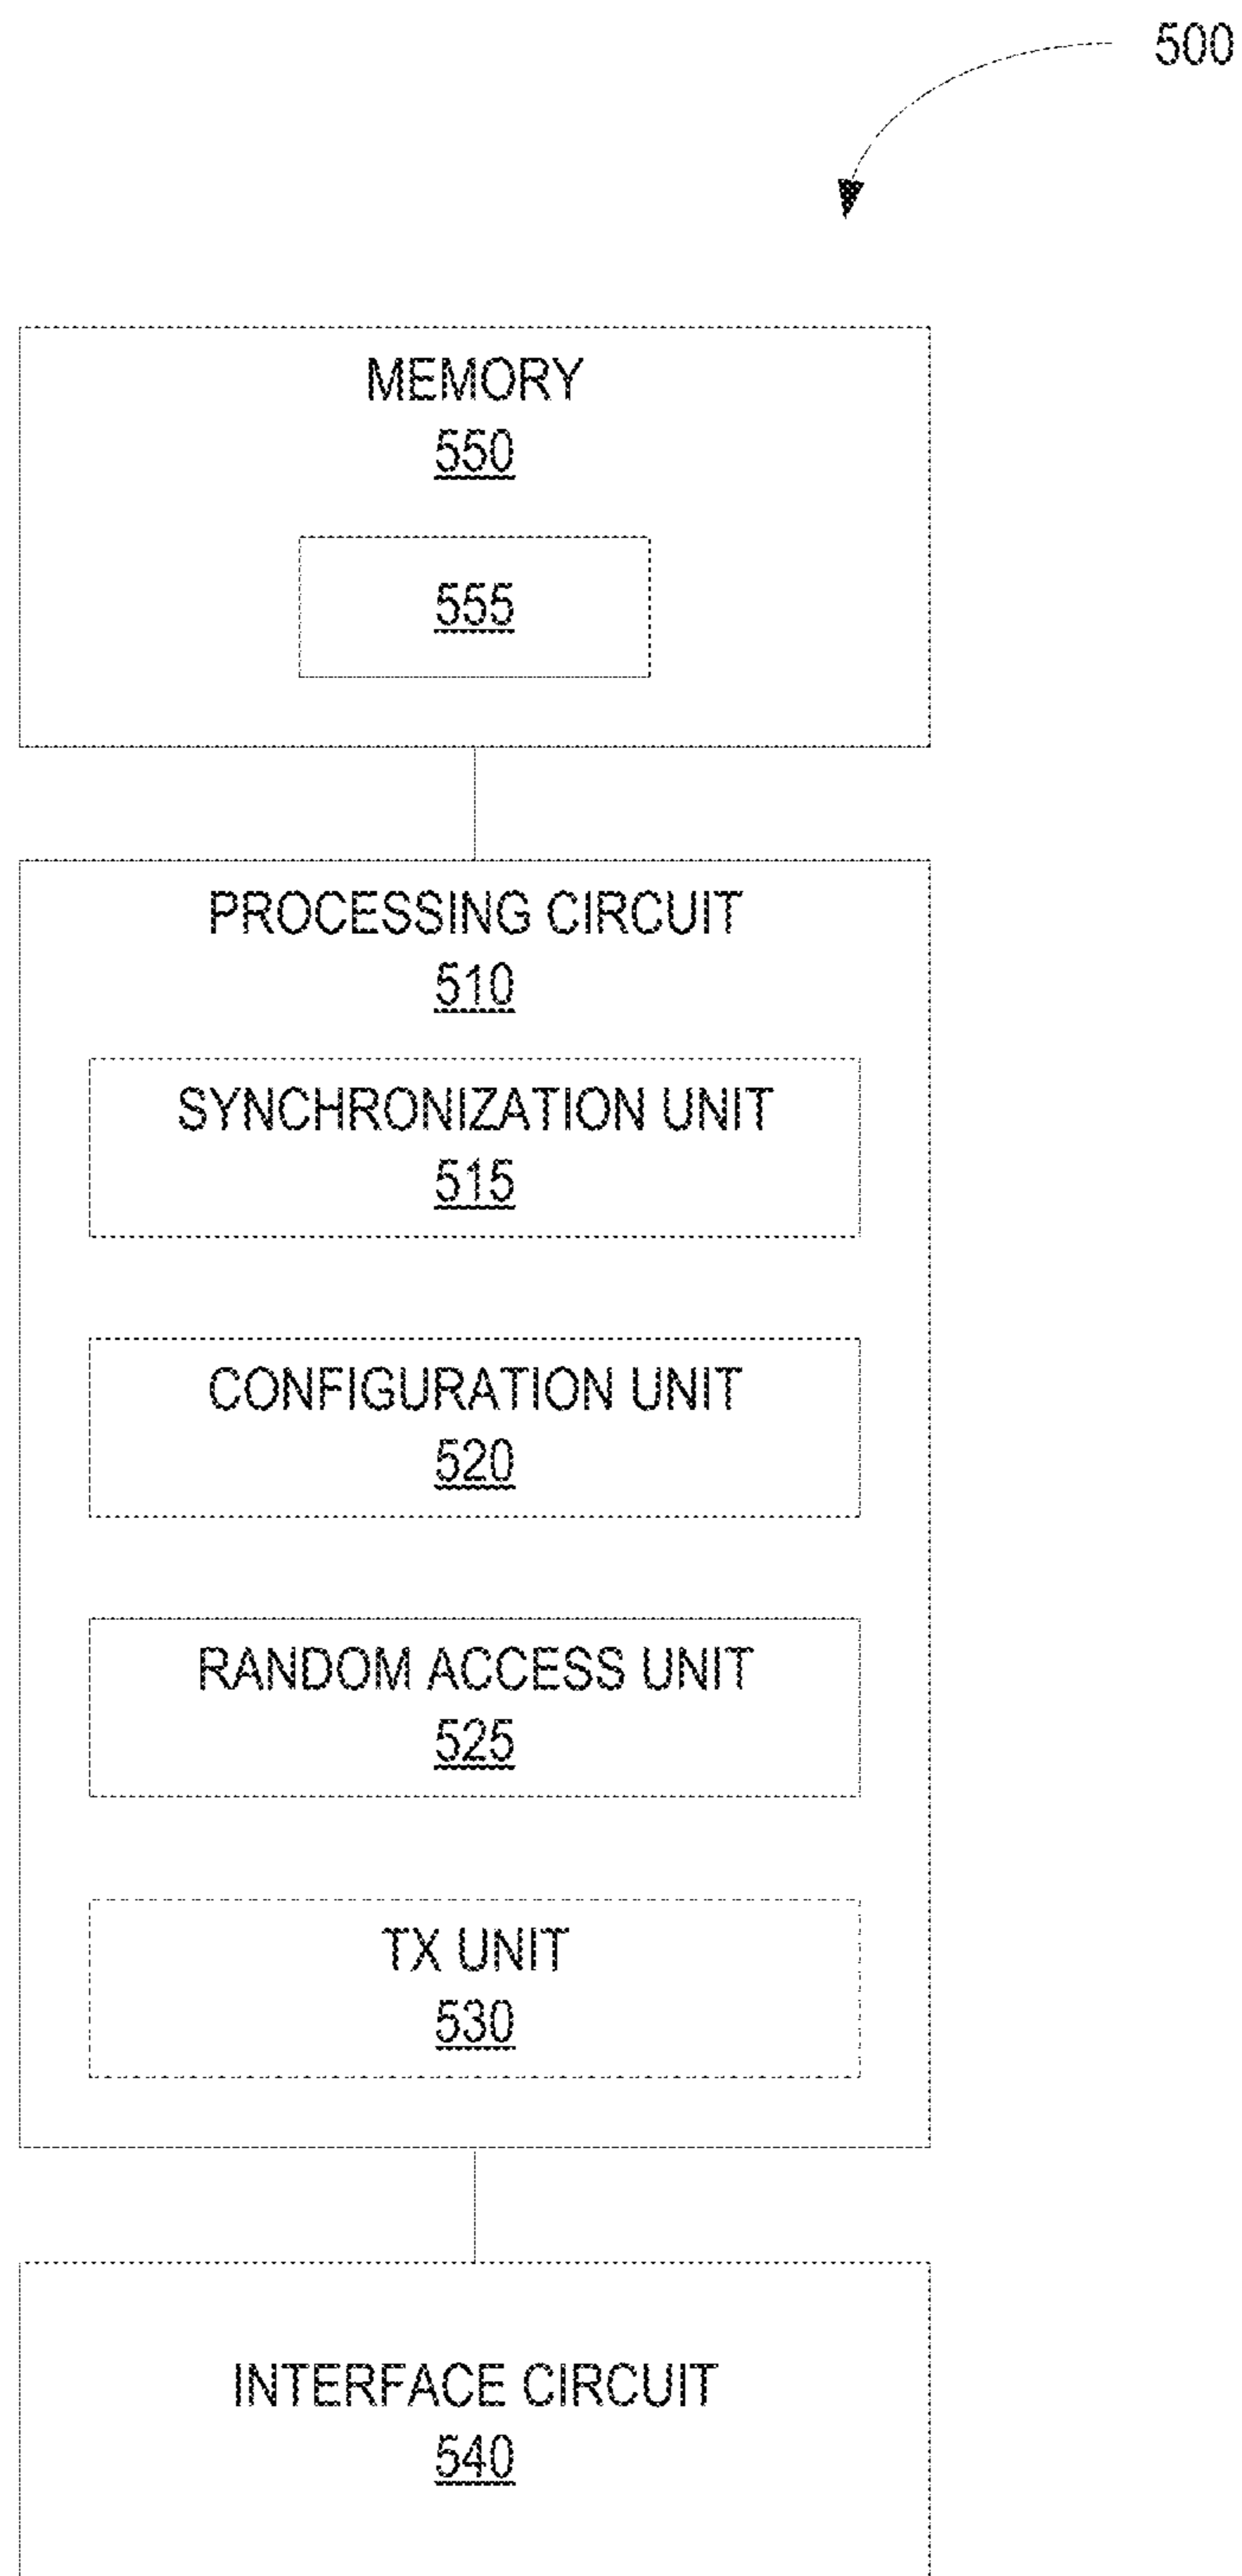 500
MEMORY
550
555
PROCESSING CIRCUIT
510
SYNCHRONIZATION UNIT
515
CONFIGURATION UNIT
520
RANDOM ACCESS UNIT
525
TX UNIT
530
INTERFACE CIRCUIT
540